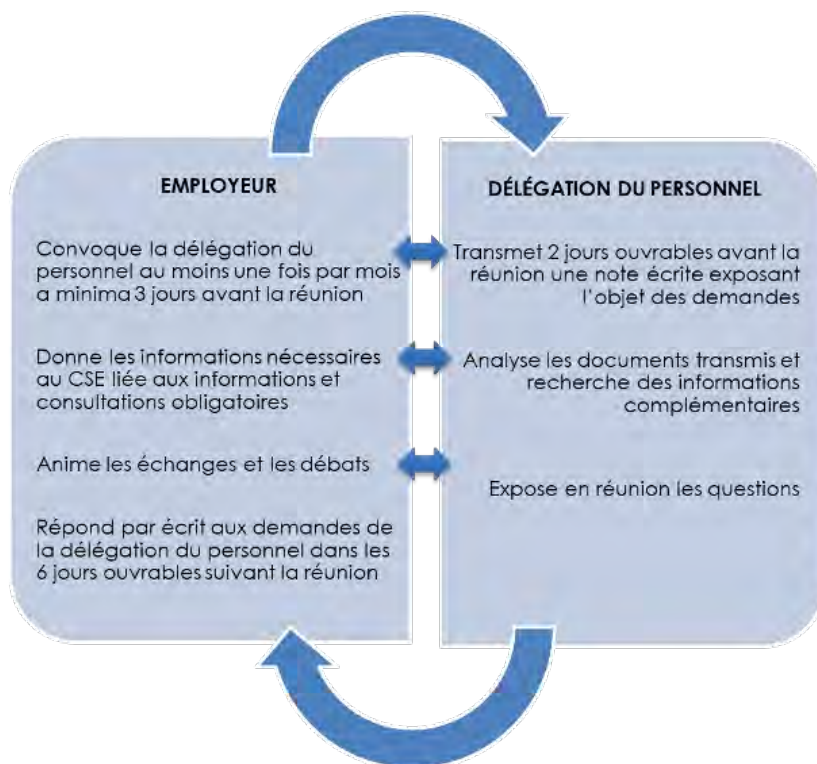 EMPLOYEUR
Convoque la délégation du
personnel au moins une fois par mois
a minima 3 jours avant la réunion
Donne les informations nécessaires
au CSE liée aux informations et
consultations obligatoires
Anime les échanges et les débats
Répond par écrit aux demandes de
la délégation du personnel dans les
6 jours ouvrables suivant la réunion
DÉLÉGATION DU PERSONNEL
Transmet 2 jours ouvrables avant la
réunion une note écrite exposant
l'objet des demandes
Analyse les documents transmis et
recherche des informations
complémentaires
Expose en réunion les questions